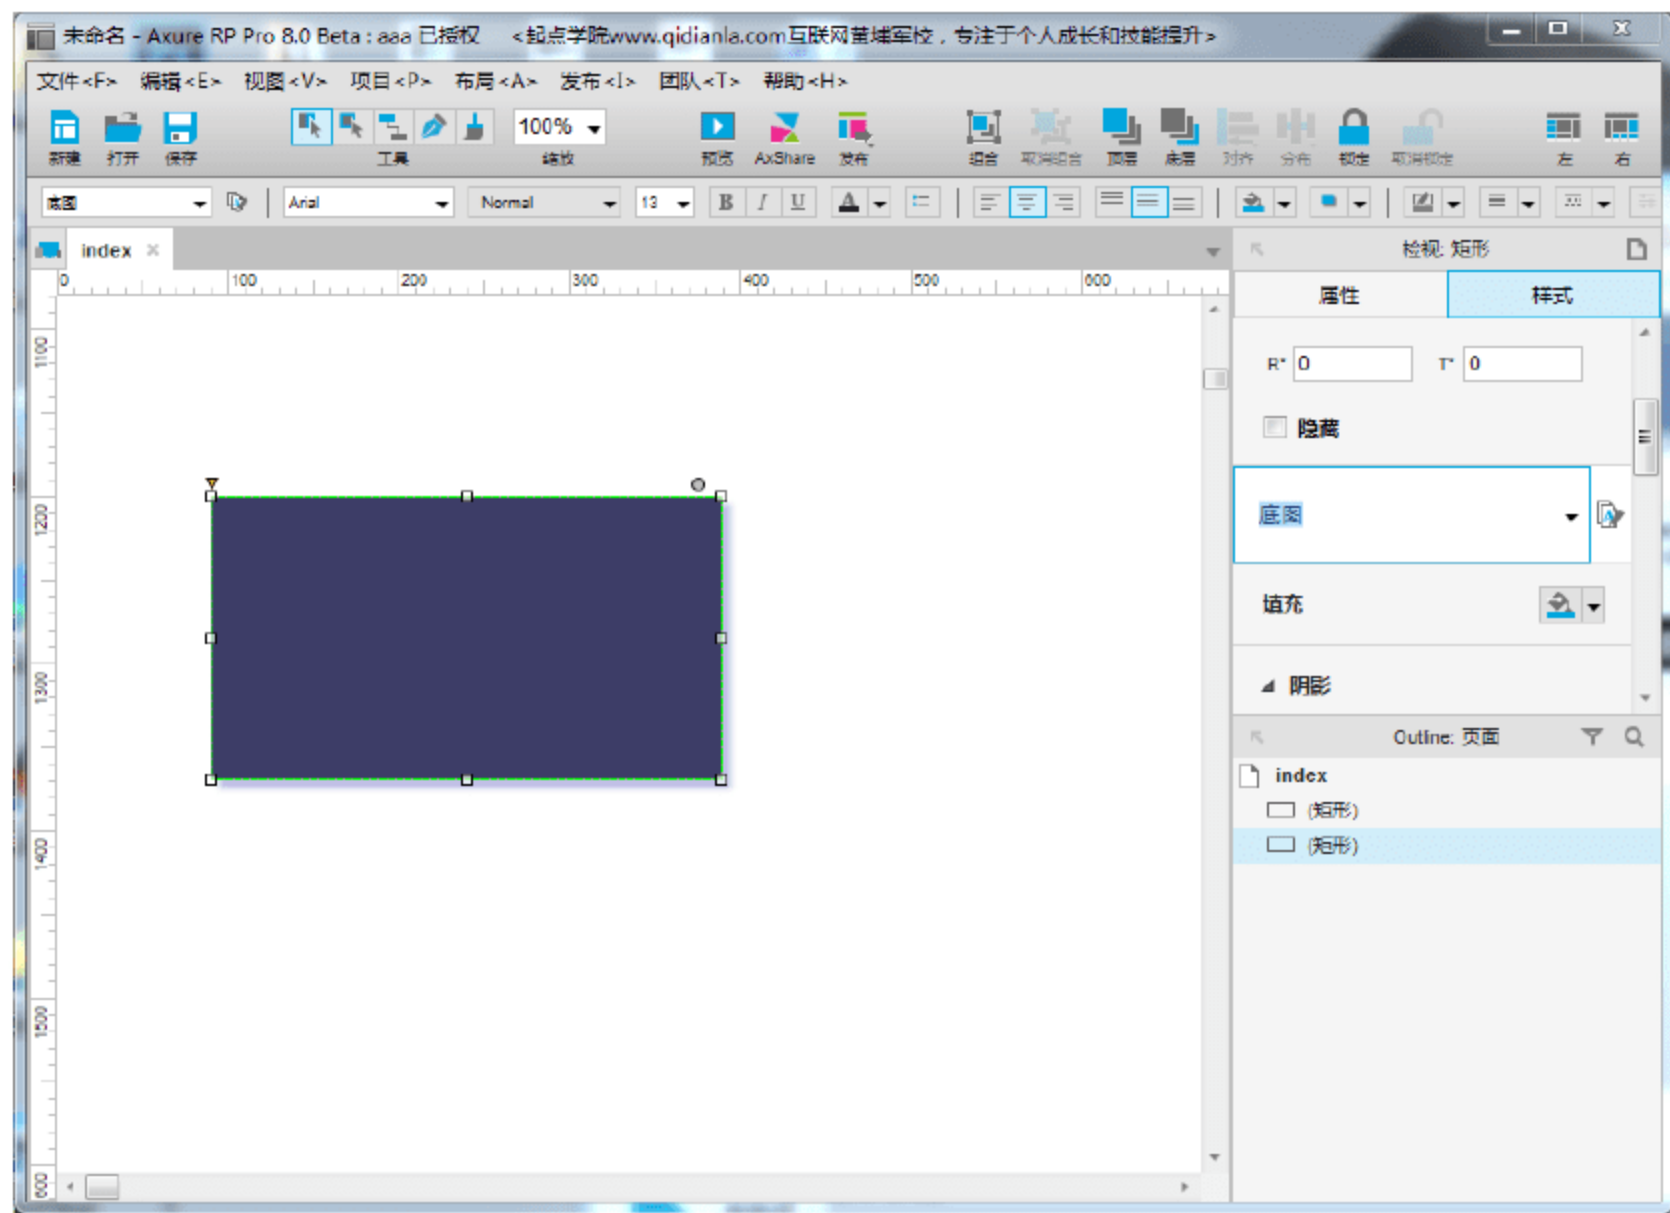 未命名 - Axure RP Pro 8.0 Beta : aaa 已授权 <起点学院www.qidianla.com互联网黄埔军校，专注于个人成长和技能提升>
文件<F> 编辑<E> 视图<V> 项目<P> 布局<A> 发布<I> 团队<T> 帮助<H>
100%
新建 打开 保存 工具 缩放 预览 AxShare 发布 组合 取消组合 顶层 底层 对齐 分布 锁定 取消锁定 左 右
底图 Arial Normal 13 B I U A
index 检视: 矩形
0 100 200 300 400 500 600
属性 样式
1100
R° 0 T° 0
隐藏
底图
1200
填充
1300
阴影
Outline: 页面
index
(矩形)
(矩形)
1400
1500
600